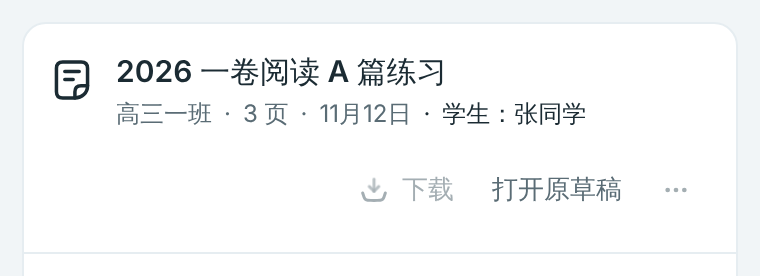 2026 一卷阅读 A 篇练习
高三一班 · 3 页 · 11月12日 · 学生：张同学
下载 打开原草稿 ···